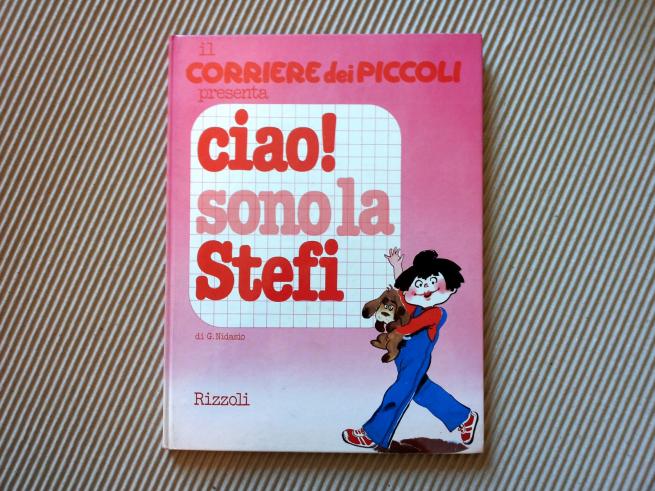 il
CORRIERE dei PICCOLI
presenta
ciao!
sono la
Stefi
di G. Nidasio
Rizzoli